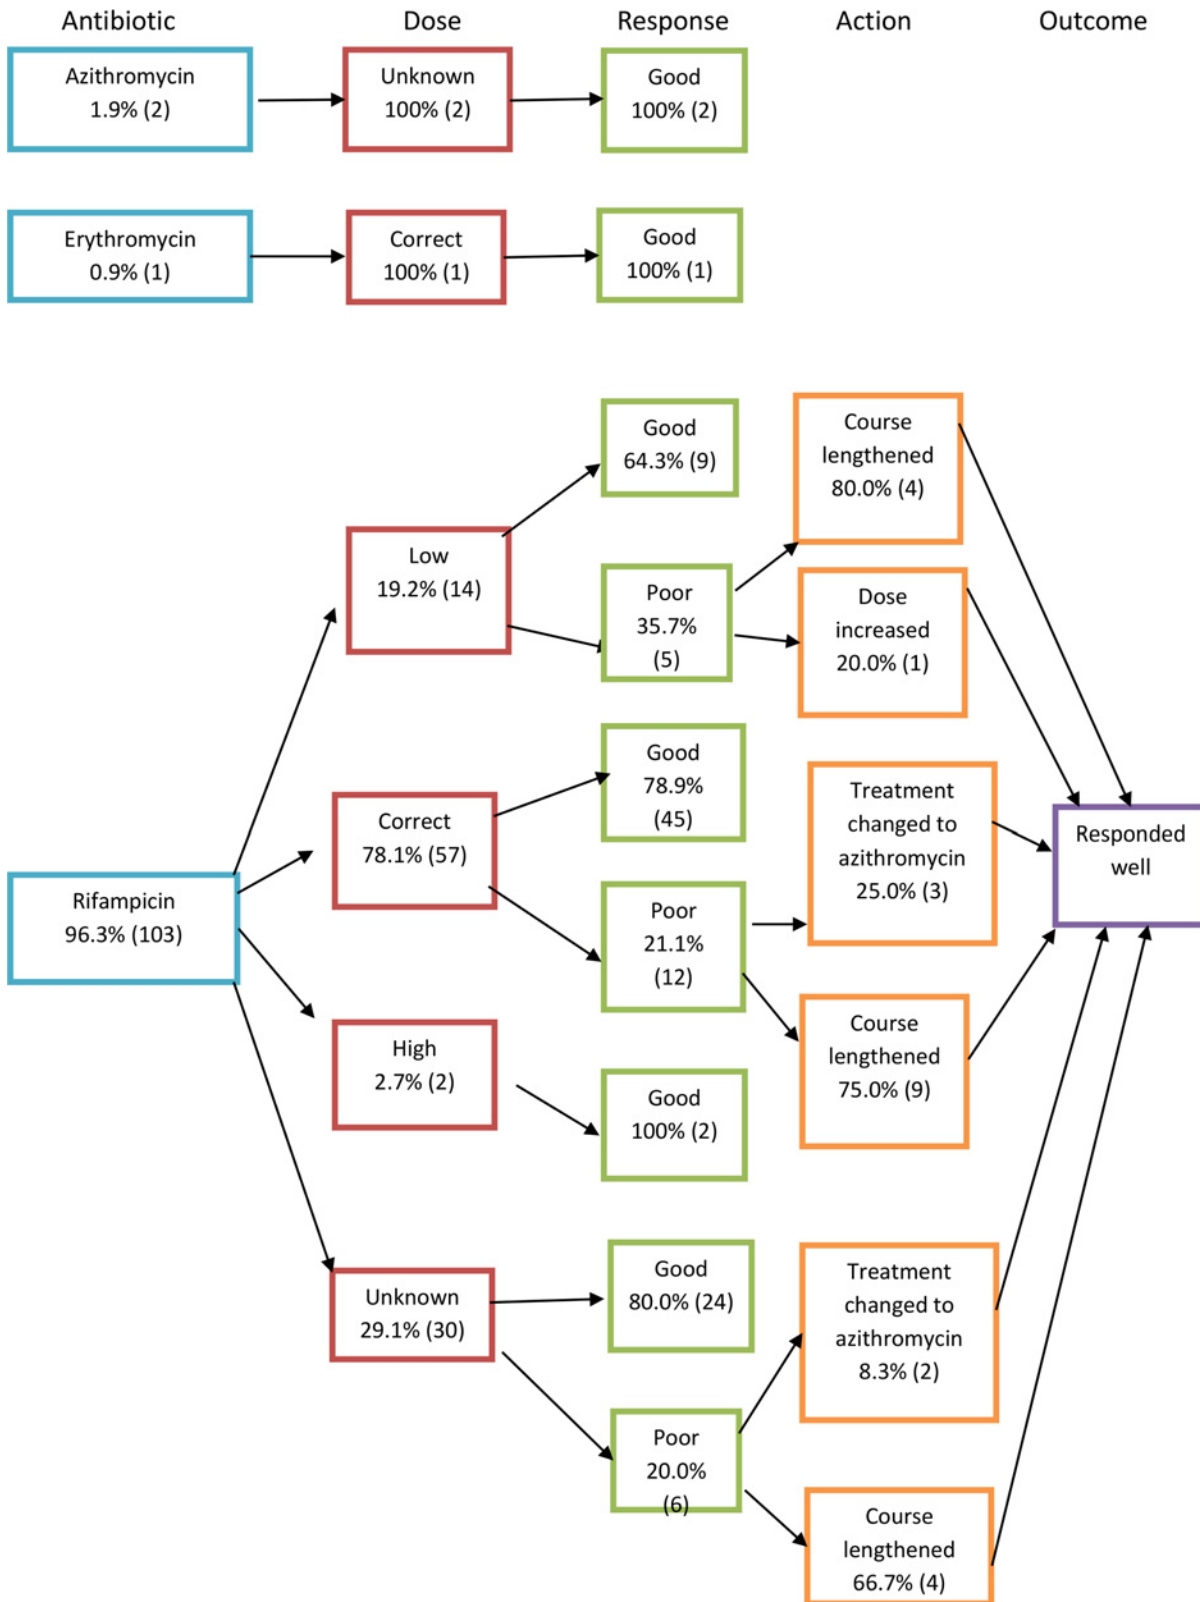 Antibiotic Dose Response Action Outcome
Azithromycin
1.9% (2)
Unknown
100% (2)
Good
100% (2)
Erythromycin
0.9% (1)
Correct
100% (1)
Good
100% (1)
Rifampicin
96.3% (103)
Low
19.2% (14)
Good
64.3% (9)
Poor
35.7%
(5)
Course
lengthened
80.0% (4)
Dose
increased
20.0% (1)
Correct
78.1% (57)
Good
78.9%
(45)
Poor
21.1%
(12)
Treatment
changed to
azithromycin
25.0% (3)
Course
lengthened
75.0% (9)
High
2.7% (2)
Good
100% (2)
Unknown
29.1% (30)
Good
80.0% (24)
Poor
20.0%
(6)
Treatment
changed to
azithromycin
8.3% (2)
Course
lengthened
66.7% (4)
Responded
well